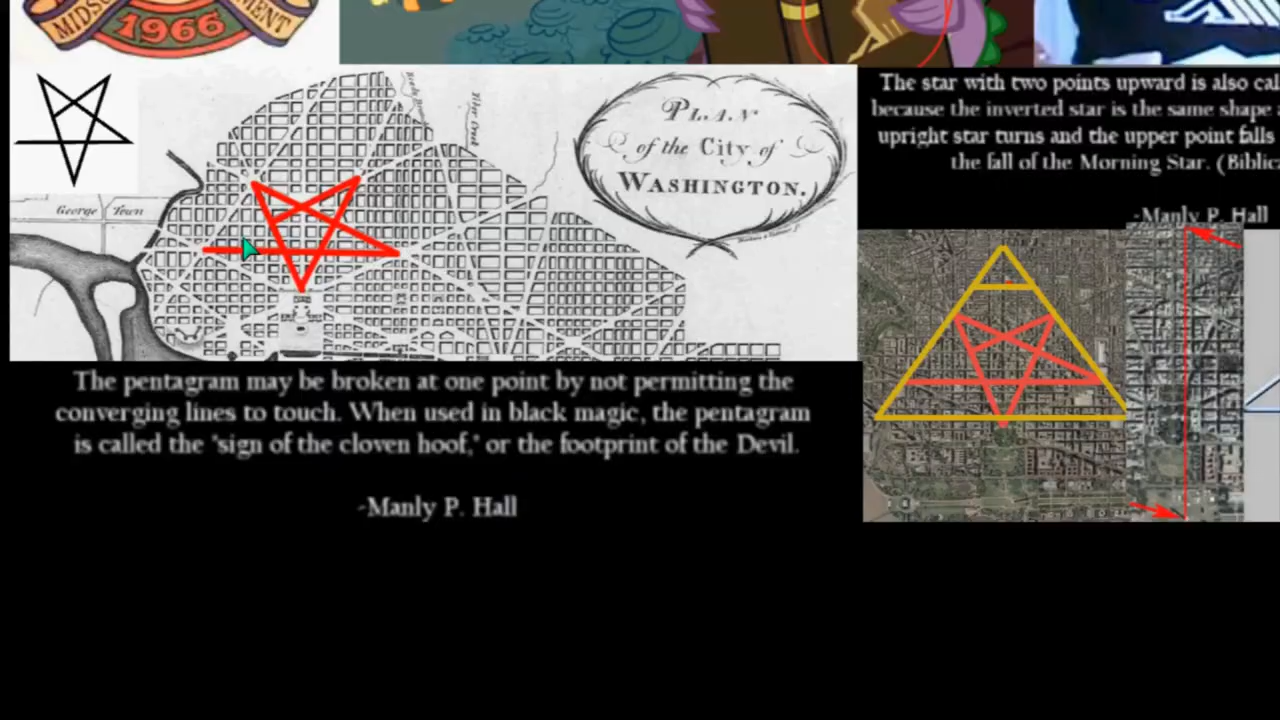 1966
The star with two points upward is also cal
because the inverted star is the same shape
upright star turns and the upper point falls
the fall of the Morning Star. (Biblic
-Manly P. Hall
PLAN
of the City of
WASHINGTON.
George Town
The pentagram may be broken at one point by not permitting the
converging lines to touch. When used in black magic, the pentagram
is called the "sign of the cloven hoof," or the footprint of the Devil.
-Manly P. Hall